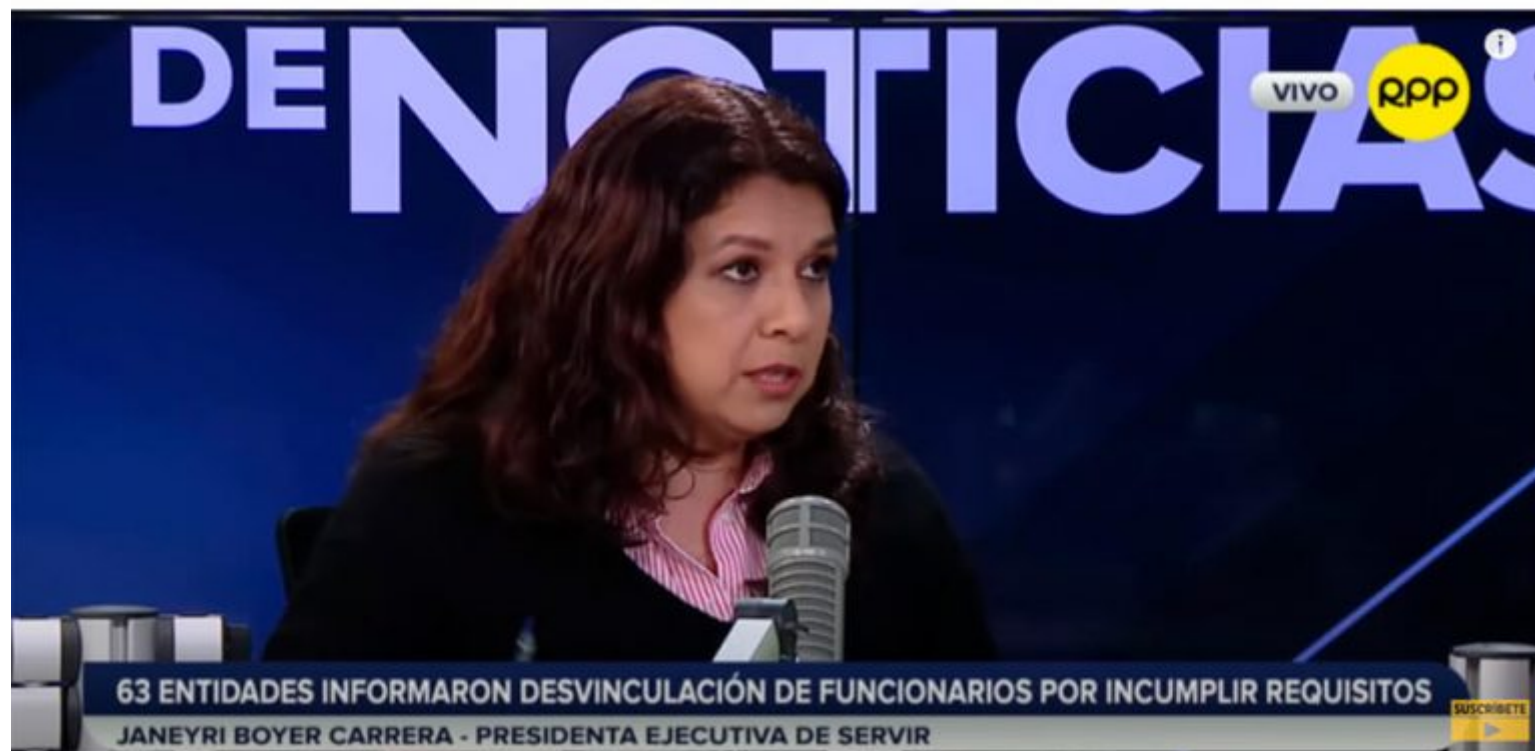 DE NOTICIAS
VIVO
RPP
63 ENTIDADES INFORMARON DESVINCULACIÓN DE FUNCIONARIOS POR INCUMPLIR REQUISITOS
SUSCRÍBETE
JANEYRI BOYER CARRERA - PRESIDENTA EJECUTIVA DE SERVIR